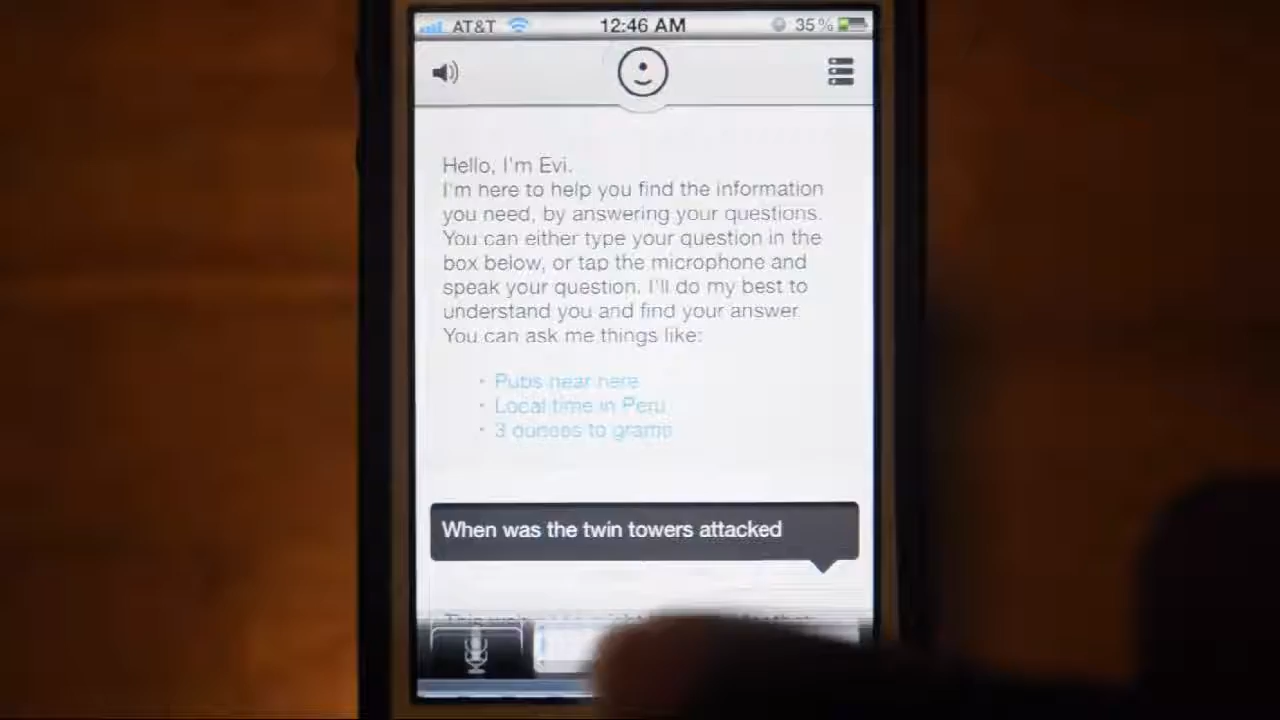 AT&T 12:46 AM 35%
Hello, I'm Evi.
I'm here to help you find the information
you need, by answering your questions.
You can either type your question in the
box below, or tap the microphone and
speak your question. I'll do my best to
understand you and find your answer.
You can ask me things like:
· Pubs near here
· Local time in Peru
· 3 ounces to grams
When was the twin towers attacked